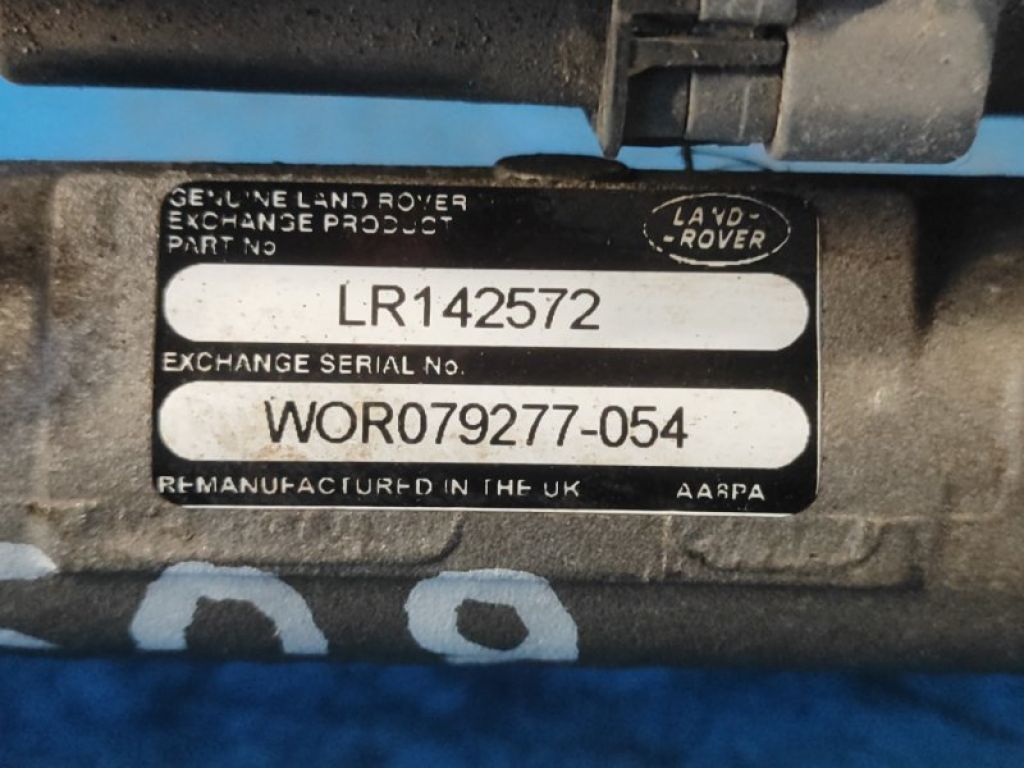 GENUINE LAND ROVER
EXCHANGE PRODUCT
PART No
LAND-
-ROVER
LR142572
EXCHANGE SERIAL No.
WOR079277-054
REMANUFACTURED IN THE UK